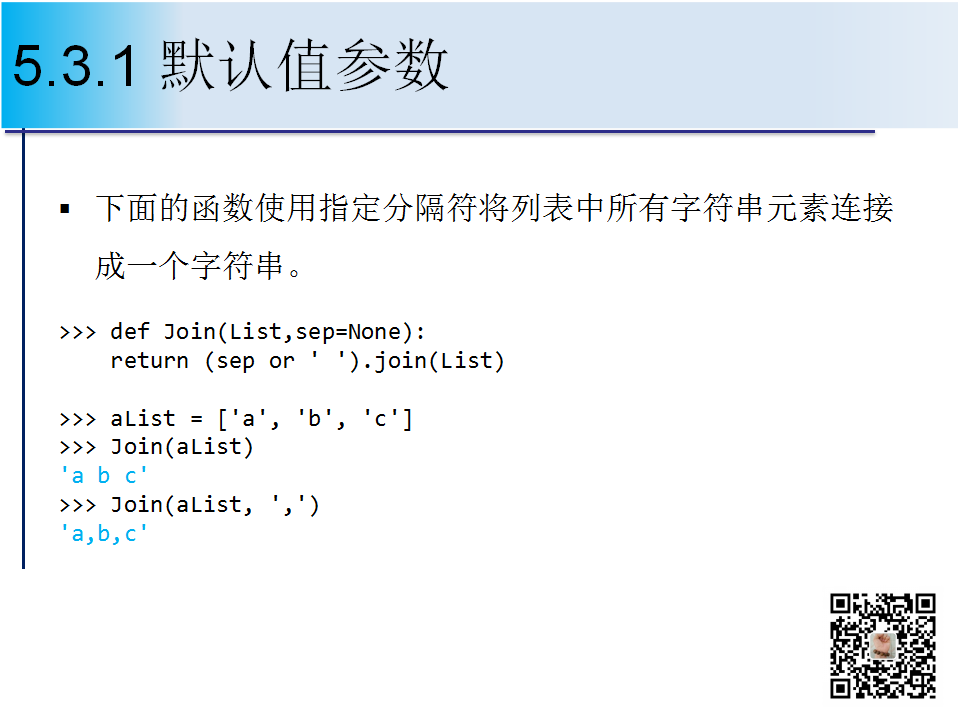 5.3.1 默认值参数
▪ 下面的函数使用指定分隔符将列表中所有字符串元素连接
成一个字符串。
>>> def Join(List,sep=None):
    return (sep or ' ').join(List)
>>> aList = ['a', 'b', 'c']
>>> Join(aList)
'a b c'
>>> Join(aList, ',')
'a,b,c'